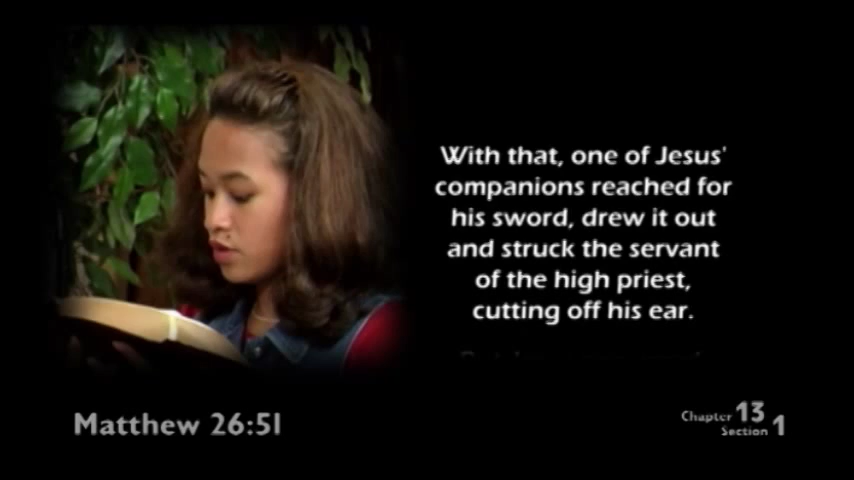 With that, one of Jesus'
companions reached for
his sword, drew it out
and struck the servant
of the high priest,
cutting off his ear.
Matthew 26:51
Chapter 13
Section 1